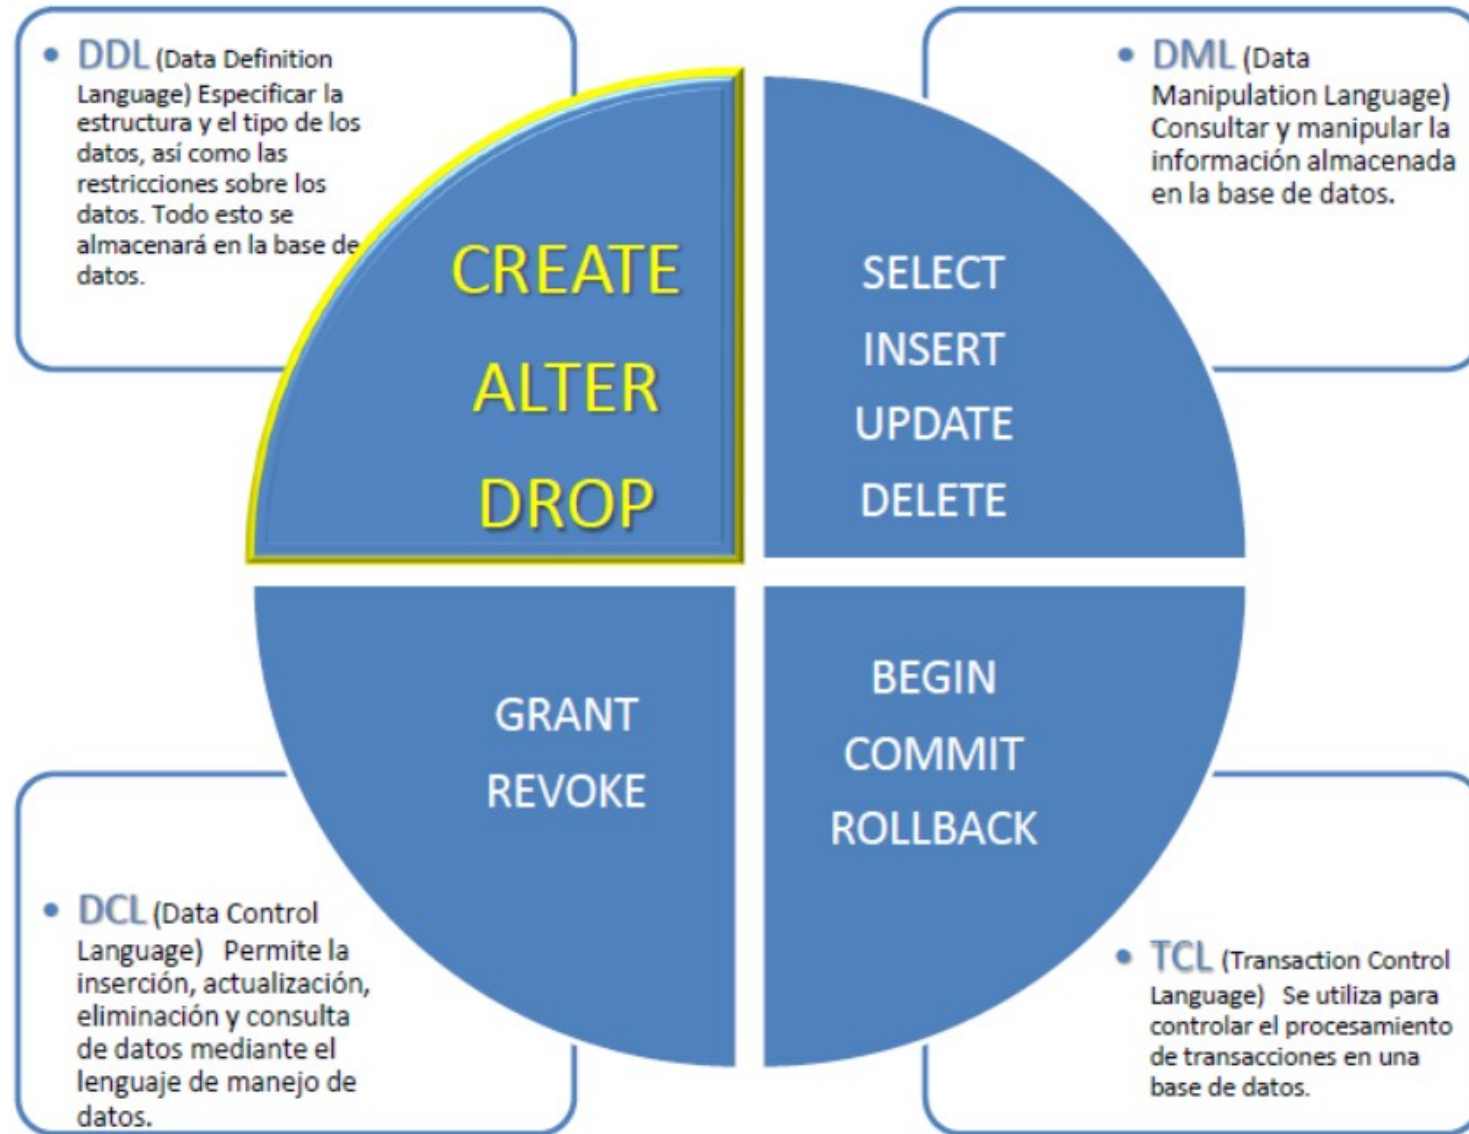 • DDL (Data Definition
Language) Especificar la
estructura y el tipo de los
datos, así como las
restricciones sobre los
datos. Todo esto se
almacenará en la base de
datos.
CREATE
ALTER
DROP
• DML (Data
Manipulation Language)
Consultar y manipular la
información almacenada
en la base de datos.
SELECT
INSERT
UPDATE
DELETE
GRANT
REVOKE
• DCL (Data Control
Language) Permite la
inserción, actualización,
eliminación y consulta
de datos mediante el
lenguaje de manejo de
datos.
BEGIN
COMMIT
ROLLBACK
• TCL (Transaction Control
Language) Se utiliza para
controlar el procesamiento
de transacciones en una
base de datos.